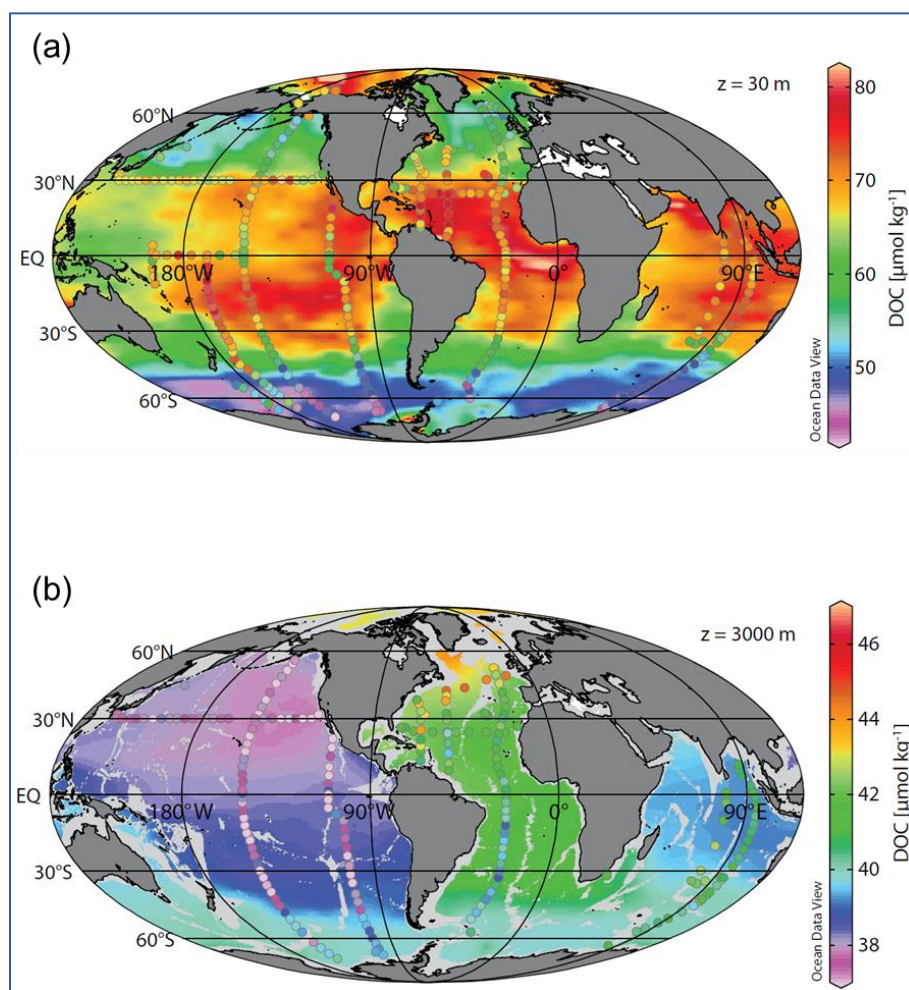 (a)
z = 30 m
60°N
30°N
EQ
180°W
90°W
0°
90°E
30°S
60°S
80
70
60
50
DOC [μmol kg⁻¹]
Ocean Data View
(b)
z = 3000 m
60°N
30°N
EQ
180°W
90°W
0°
90°E
30°S
60°S
46
44
42
40
38
DOC [μmol kg⁻¹]
Ocean Data View